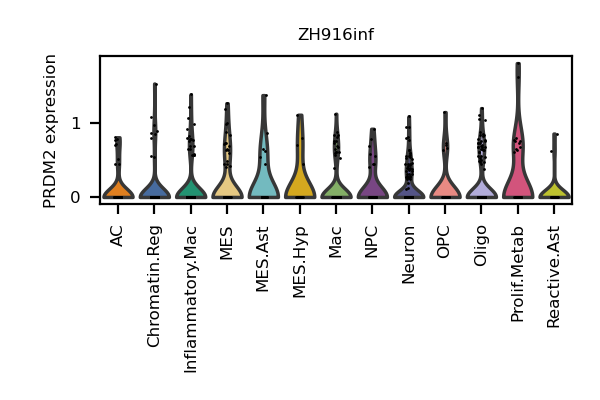 ZH916inf
PRDM2 expression
1
0
AC
Chromatin.Reg
Inflammatory.Mac
MES
MES.Ast
MES.Hyp
Mac
NPC
Neuron
OPC
Oligo
Prolif.Metab
Reactive.Ast